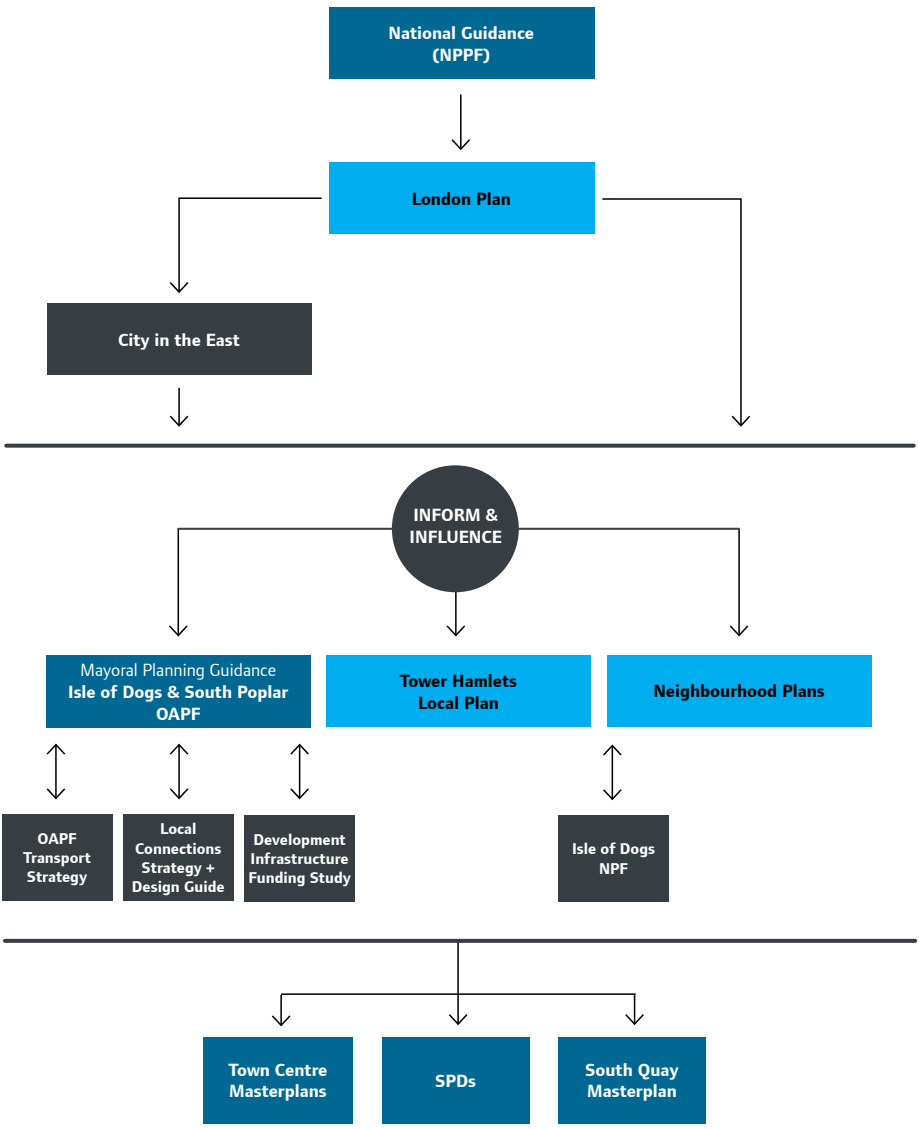 National Guidance
(NPPF)
London Plan
City in the East
INFORM &
INFLUENCE
Mayoral Planning Guidance
Isle of Dogs & South Poplar
OAPF
Tower Hamlets
Local Plan
Neighbourhood Plans
OAPF
Transport
Strategy
Local
Connections
Strategy +
Design Guide
Development
Infrastructure
Funding Study
Isle of Dogs
NPF
Town Centre
Masterplans
SPDs
South Quay
Masterplan